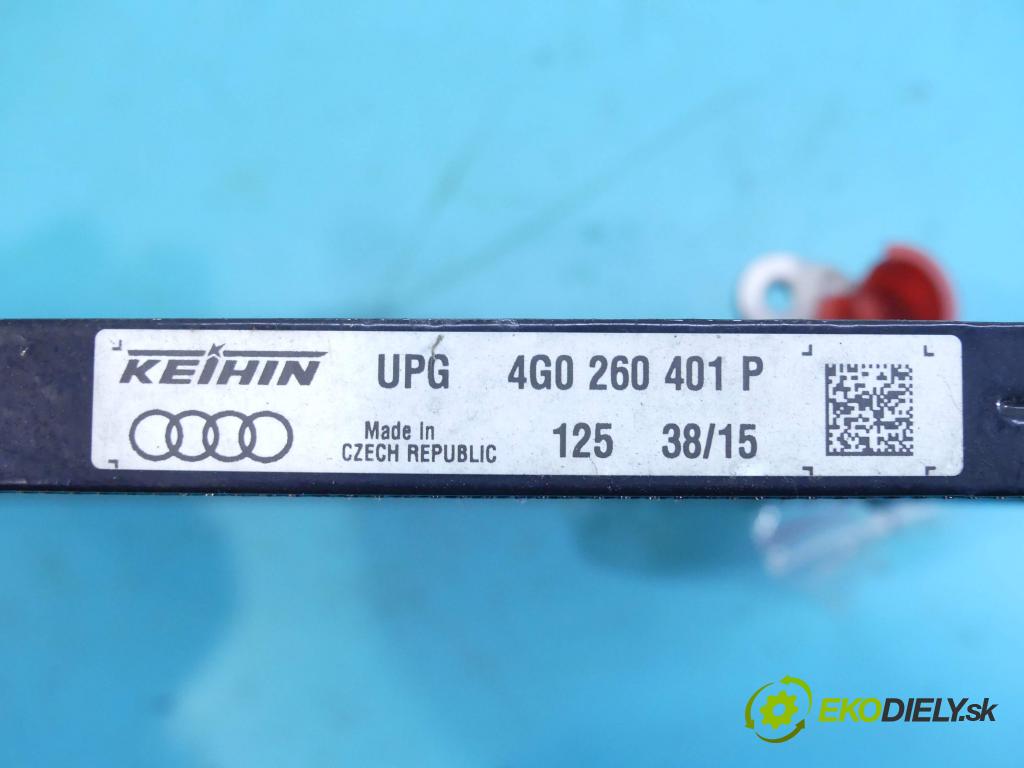 KEIHIN UPG 4G0 260 401 P
Made In
CZECH REPUBLIC 125 38/15
EKODIELY.sk